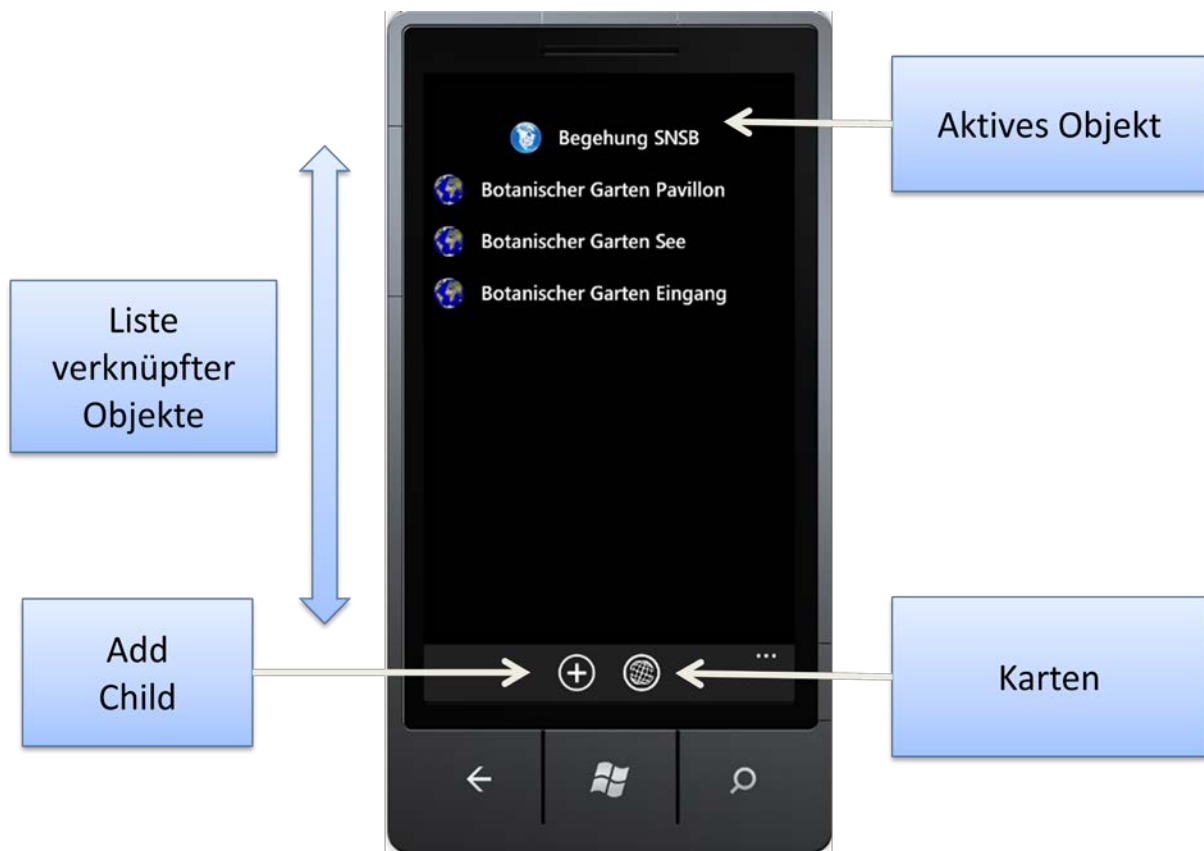 Aktives Objekt
Begehung SNSB
Botanischer Garten Pavillon
Botanischer Garten See
Botanischer Garten Eingang
Liste
verknüpfter
Objekte
Add
Child
Karten